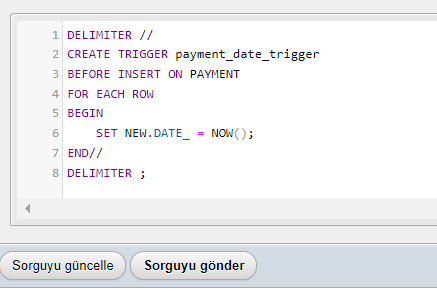 1 DELIMITER //
2 CREATE TRIGGER payment_date_trigger
3 BEFORE INSERT ON PAYMENT
4 FOR EACH ROW
5 BEGIN
6     SET NEW.DATE_ = NOW();
7 END//
8 DELIMITER ;
Sorguyu güncelle Sorguyu gönder